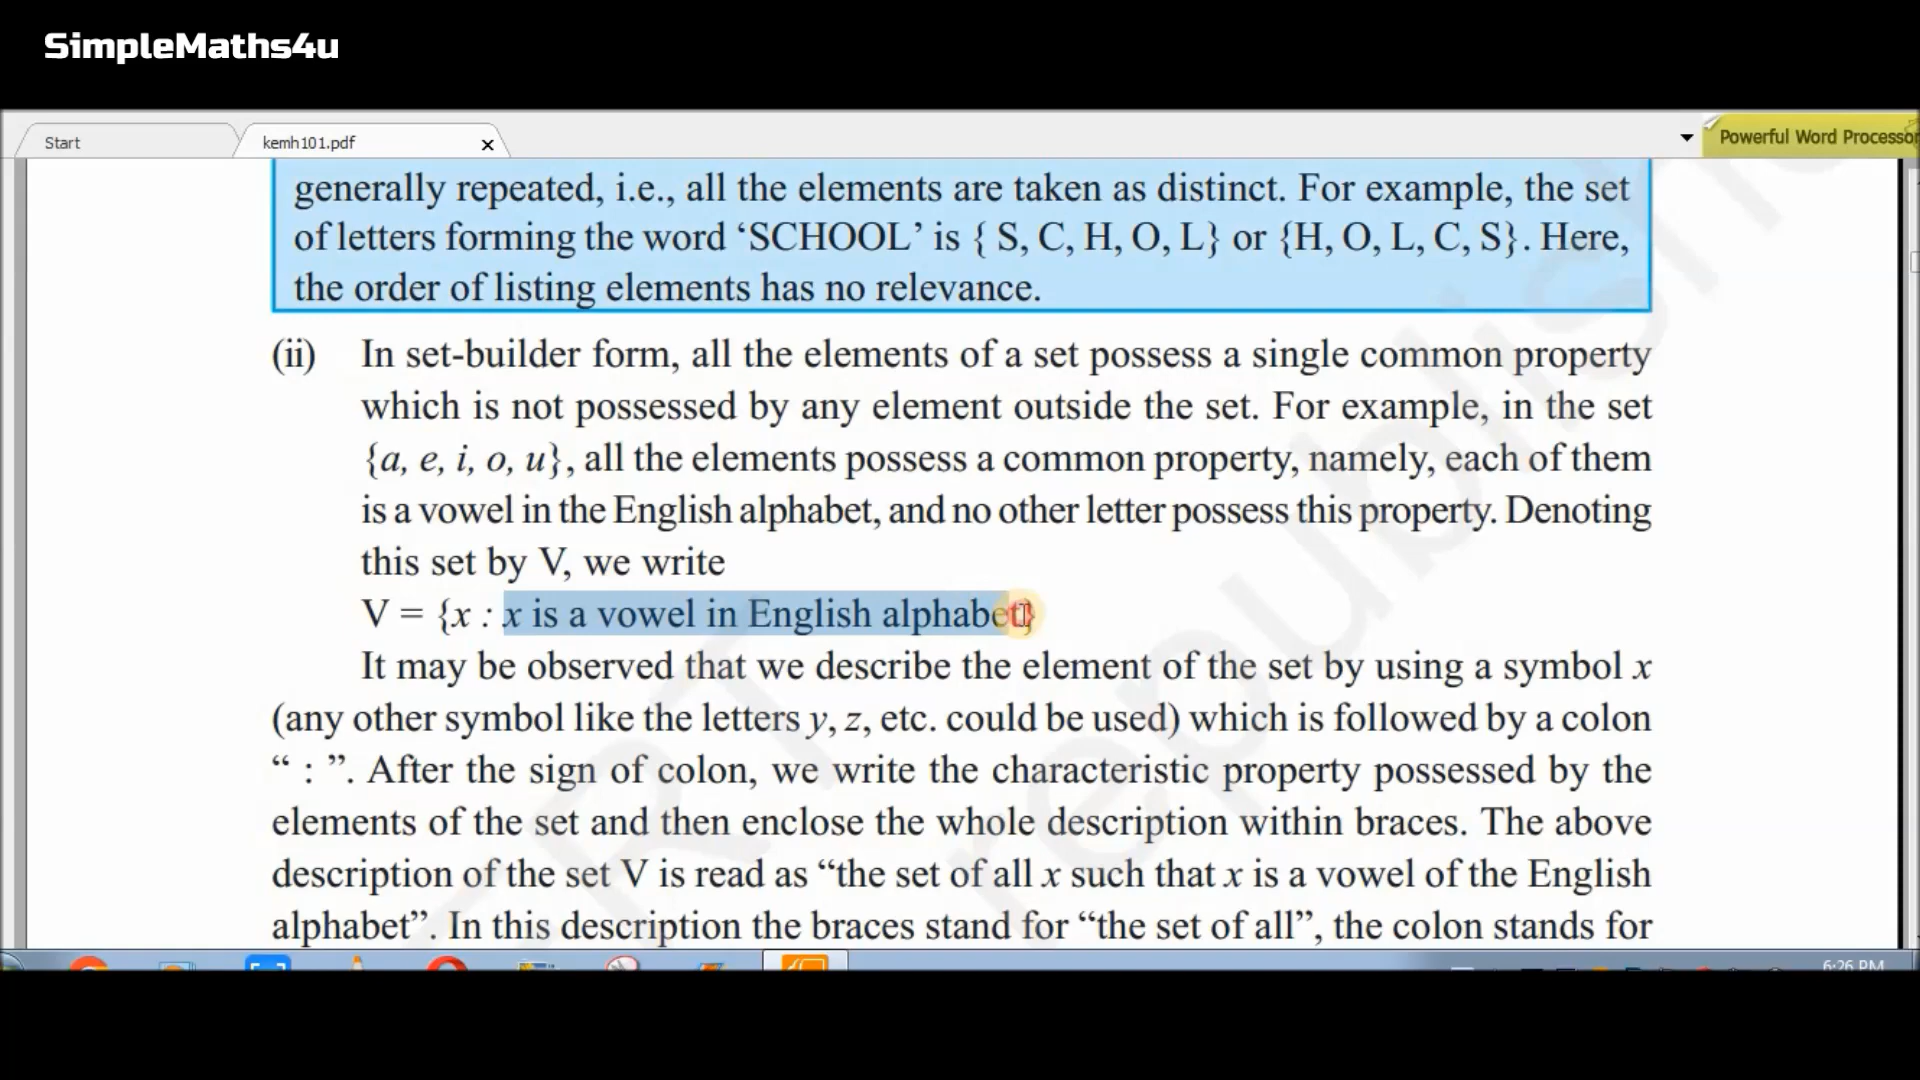 SimpleMaths4u
Start
kemh101.pdf
Powerful Word Processor
generally repeated, i.e., all the elements are taken as distinct. For example, the set
of letters forming the word ‘SCHOOL’ is { S, C, H, O, L} or {H, O, L, C, S}. Here,
the order of listing elements has no relevance.
(ii) In set-builder form, all the elements of a set possess a single common property
which is not possessed by any element outside the set. For example, in the set
{a, e, i, o, u}, all the elements possess a common property, namely, each of them
is a vowel in the English alphabet, and no other letter possess this property. Denoting
this set by V, we write
V = {x : x is a vowel in English alphabet}
It may be observed that we describe the element of the set by using a symbol x
(any other symbol like the letters y, z, etc. could be used) which is followed by a colon
“ : ”. After the sign of colon, we write the characteristic property possessed by the
elements of the set and then enclose the whole description within braces. The above
description of the set V is read as “the set of all x such that x is a vowel of the English
alphabet”. In this description the braces stand for “the set of all”, the colon stands for
6:26 PM